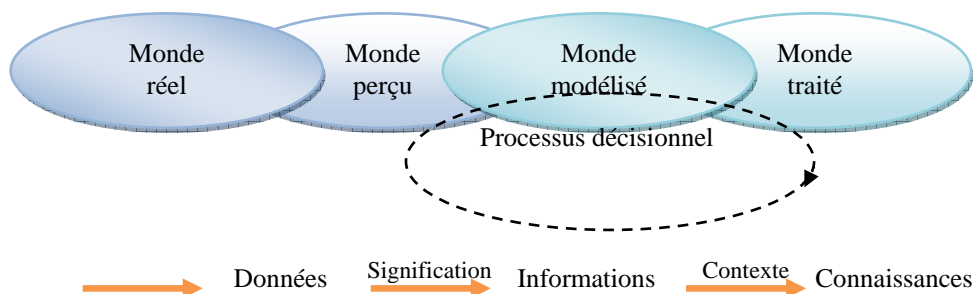 Monde
réel
Monde
perçu
Monde
modélisé
Monde
traité
Processus décisionnel
Données
Signification
Informations
Contexte
Connaissances